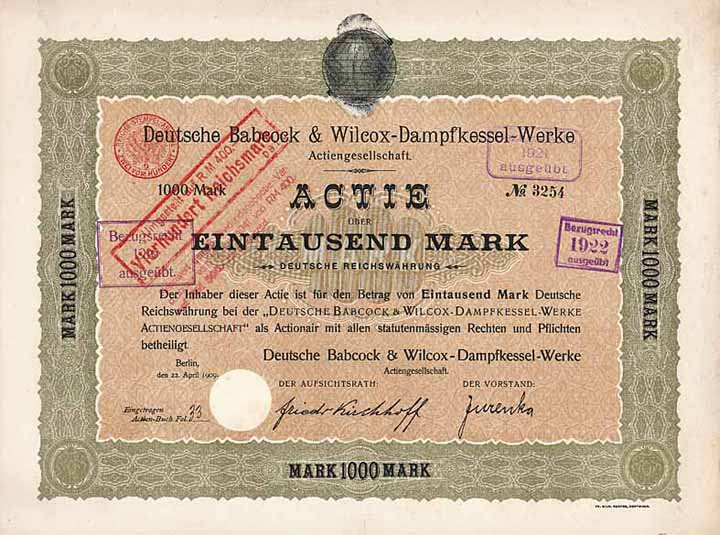 Deutsche Babcock & Wilcox-Dampfkessel-Werke
Actiengesellschaft.
1921
ausgeübt
1000 Mark
ACTIE
№ 3254
ÜBER
EINTAUSEND MARK
DEUTSCHE REICHSWÄHRUNG
Bezugsrecht
ausgeübt
Bezugsrecht
1922
ausgeübt
R.M. 400.
Vierhundert Reichsmark
Der Inhaber dieser Actie ist für den Betrag von Eintausend Mark Deutsche
Reichswährung bei der „DEUTSCHE BABCOCK & WILCOX-DAMPFKESSEL-WERKE
ACTIENGESELLSCHAFT" als Actionair mit allen statutenmässigen Rechten und Pflichten
betheiligt.
Berlin,
den 22. April 1909.
Deutsche Babcock & Wilcox-Dampfkessel-Werke
Actiengesellschaft.
DER AUFSICHTSRATH:
DER VORSTAND:
Eingetragen
Actien-Buch Fol. 33
Friedr Kirchhoff
Jurenka
MARK 1000 MARK
MARK 1000 MARK
MARK 1000 MARK